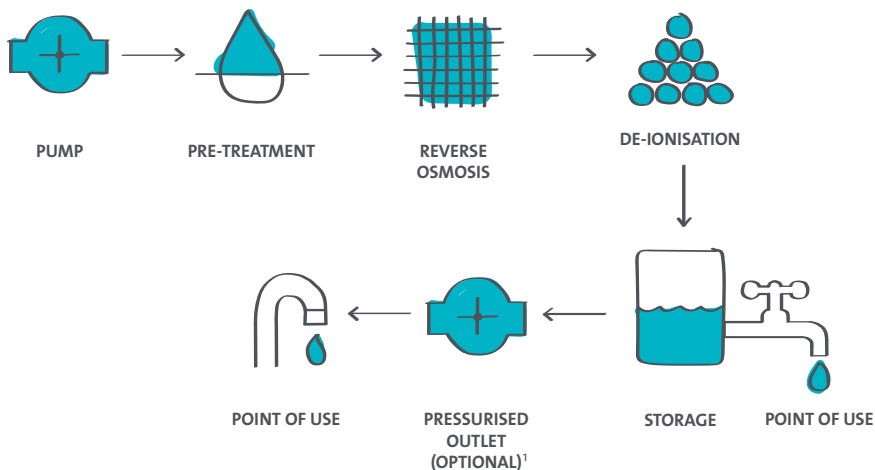 PUMP
PRE-TREATMENT
REVERSE
OSMOSIS
DE-IONISATION
POINT OF USE
PRESSURISED
OUTLET
(OPTIONAL)¹
STORAGE
POINT OF USE